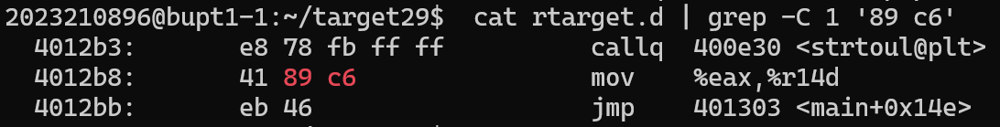 2023210896@bupt1-1:~/target29$  cat rtarget.d | grep -C 1 '89 c6'
  4012b3:       e8 78 fb ff ff          callq  400e30 <strtoul@plt>
  4012b8:       41 89 c6                mov    %eax,%r14d
  4012bb:       eb 46                   jmp    401303 <main+0x14e>